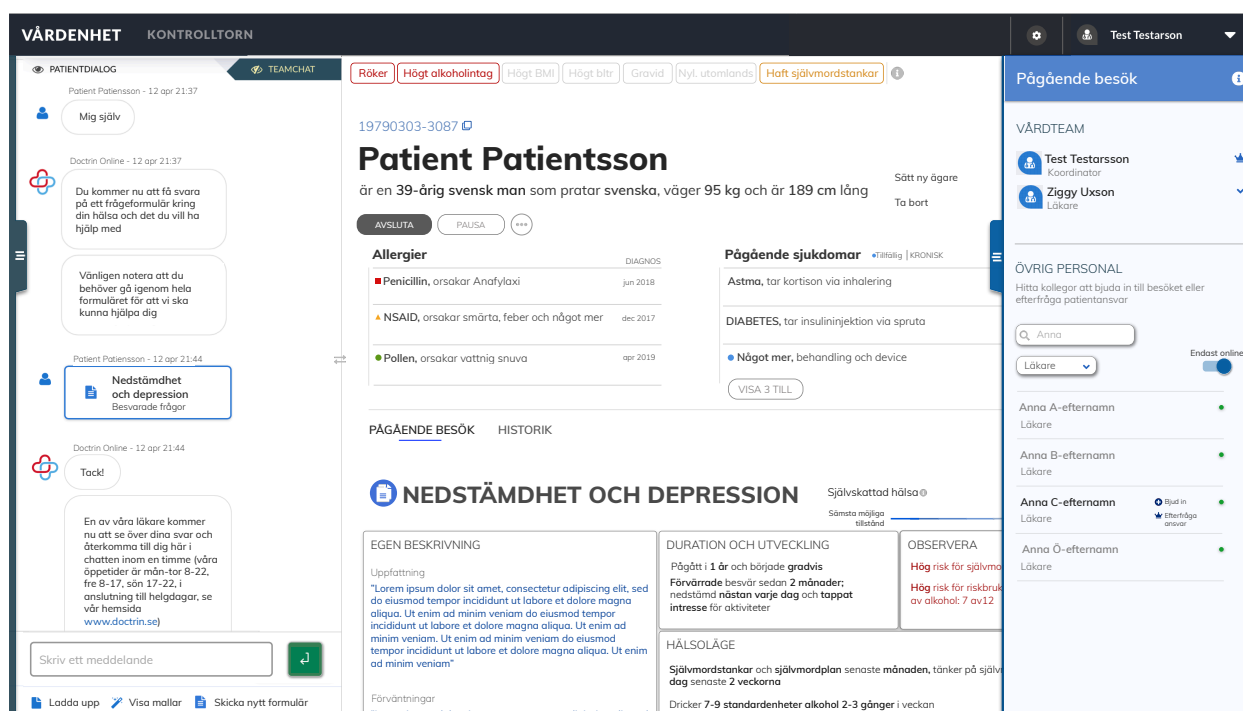 VÅRDENHET KONTROLLTORN
Test Testarson
PATIENTDIALOG
TEAMCHAT
Patient Patiensson - 12 apr 21:37
Mig själv
Doctrin Online - 12 apr 21:37
Du kommer nu att få svara
på ett frågeformulär kring
din hälsa och det du vill ha
hjälp med
Vänligen notera att du
behöver gå igenom hela
formuläret för att vi ska
kunna hjälpa dig
Patient Patiensson - 12 apr 21:44
Nedstämdhet
och depression
Besvarade frågor
Doctrin Online - 12 apr 21:44
Tack!
En av våra läkare kommer
nu att se över dina svar och
återkomma till dig här i
chatten inom en timme (våra
öppetider är mån-tor 8-22,
fre 8-17, sön 17-22, i
anslutning till helgdagar, se
vår hemsida
www.doctrin.se)
Skriv ett meddelande
Ladda upp Visa mallar Skicka nytt formulär
Röker Högt alkoholintag Högt BMI Högt bltr Gravid Nyl. utomlands Haft självmordstankar
19790303-3087
Patient Patientsson
är en 39-årig svensk man som pratar svenska, väger 95 kg och är 189 cm lång
Sätt ny ägare
Ta bort
AVSLUTA PAUSA
Allergier DIAGNOS
Penicillin, orsakar Anafylaxi jun 2018
NSAID, orsakar smärta, feber och något mer dec 2017
Pollen, orsakar vattnig snuva apr 2019
Pågående sjukdomar Tillfällig | KRONISK
Astma, tar kortison via inhalering
DIABETES, tar insulininjektion via spruta
Något mer, behandling och device
VISA 3 TILL
PÅGÅENDE BESÖK HISTORIK
NEDSTÄMDHET OCH DEPRESSION
Självskattad hälsa
Sämsta möjliga
tillstånd
EGEN BESKRIVNING
Uppfattning
"Lorem ipsum dolor sit amet, consectetur adipiscing elit, sed
do eiusmod tempor incididunt ut labore et dolore magna
aliqua. Ut enim ad minim veniam do eiusmod tempor
incididunt ut labore et dolore magna aliqua. Ut enim ad
minim veniam. Ut enim ad minim veniam do eiusmod
tempor incididunt ut labore et dolore magna aliqua. Ut enim
ad minim veniam"
Förväntningar
DURATION OCH UTVECKLING
Pågått i 1 år och började gradvis
Förvärrade besvär sedan 2 månader;
nedstämd nästan varje dag och tappat
intresse för aktiviteter
OBSERVERA
Hög risk för självmo
Hög risk för riskbruk
av alkohol: 7 av12
HÄLSOLÄGE
Självmordstankar och självmordplan senaste månaden, tänker på själv
dag senaste 2 veckorna
Dricker 7-9 standardenheter alkohol 2-3 gånger i veckan
Pågående besök
VÅRDTEAM
Test Testarsson
Koordinator
Ziggy Uxson
Läkare
ÖVRIG PERSONAL
Hitta kollegor att bjuda in till besöket eller
efterfråga patientansvar
Anna
Endast online
Läkare
Anna A-efternamn
Läkare
Anna B-efternamn
Läkare
Anna C-efternamn
Läkare
Bjud in
Efterfråga
ansvar
Anna Ö-efternamn
Läkare